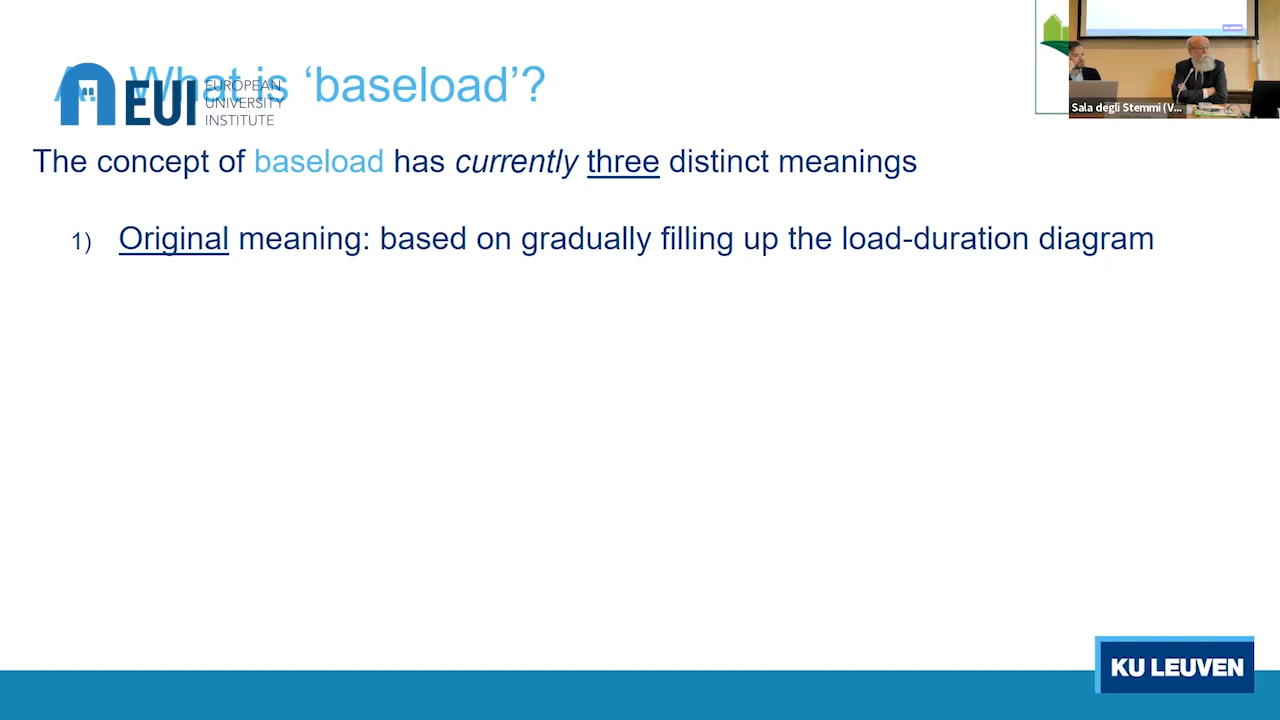 A. What is ‘baseload’?
EUI EUROPEAN
UNIVERSITY
INSTITUTE
Sala degli Stemmi (V...
The concept of baseload has currently three distinct meanings
1) Original meaning: based on gradually filling up the load-duration diagram
KU LEUVEN